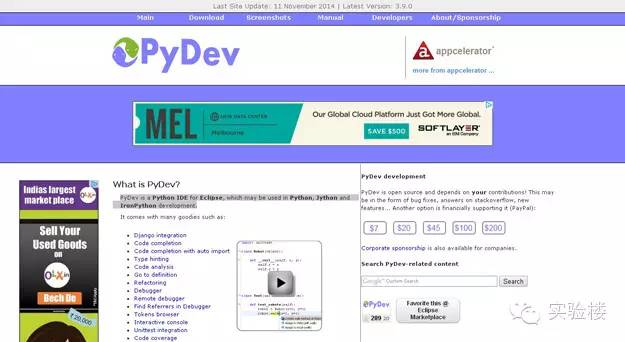 Last Site Update: 11 November 2014 | Latest Version: 3.9.0
Main Download Screenshots Manual Developers About/Sponsorship
PyDev
appcelerator
more from appcelerator ...
MEL
NEW DATA CENTER
Melbourne
Our Global Cloud Platform Just Got More Global.
SAVE $500
SOFTLAYER
an IBM Company
Indias largest
market place
OLX.in
Sell Your
Used Goods
on
OLX.in
Bech De
₹ 20,000
What is PyDev?
PyDev is a Python IDE for Eclipse, which may be used in Python, Jython and
IronPython development.
It comes with many goodies such as:
Django integration
Code completion
Code completion with auto import
Type hinting
Code analysis
Go to definition
Refactoring
Debugger
Remote debugger
Find Referrers in Debugger
Tokens browser
Interactive console
Unittest integration
Code coverage
PyDev development
PyDev is open source and depends on your contributions! This may
be in the form of bug fixes, answers on stackoverflow, new
features... Another option is financially supporting it (PayPal):
$7 $20 $45 $100 $200
Corporate sponsorship is also available for companies.
Search PyDev-related content
Google Custom Search Search
PyDev
289
Favorite this @
Eclipse
Marketplace
实验楼